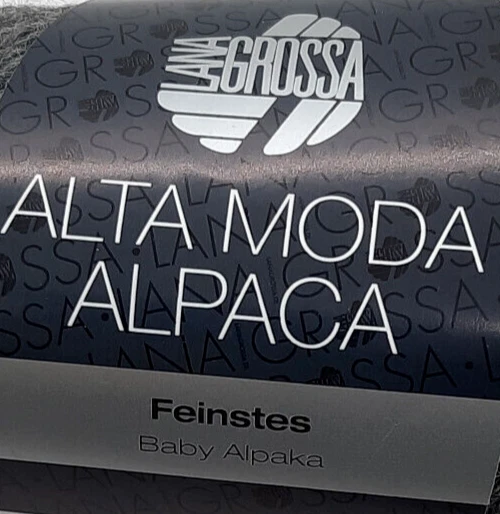 LANA
GROSSA
ALTA MODA
ALPACA
Feinstes
Baby Alpaka